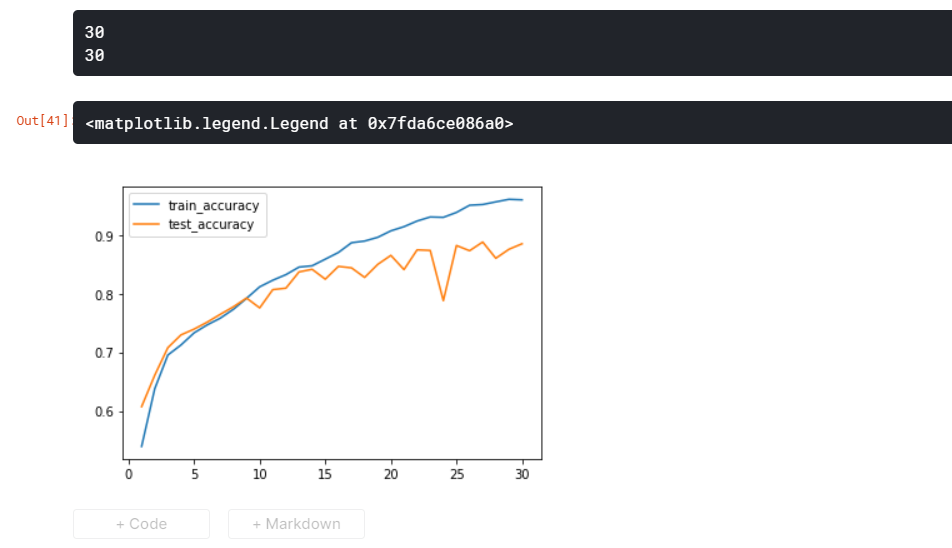 30
30
Out[41]:
<matplotlib.legend.Legend at 0x7fda6ce086a0>
train_accuracy
test_accuracy
0.9
0.8
0.7
0.6
0 5 10 15 20 25 30
+ Code + Markdown